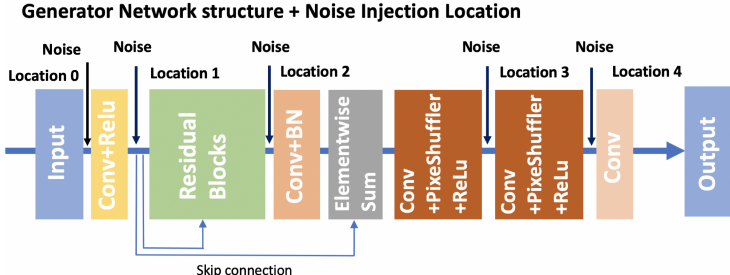 Generator Network structure + Noise Injection Location
Noise
Noise
Noise
Noise
Noise
Location 0
Location 1
Location 2
Location 3
Location 4
Input
Conv+Relu
Residual
Blocks
Conv+BN
Elementwise
Sum
Conv
+PixeShuffler
+ReLu
Conv
+PixeShuffler
+ReLu
Conv
Output
Skip connection